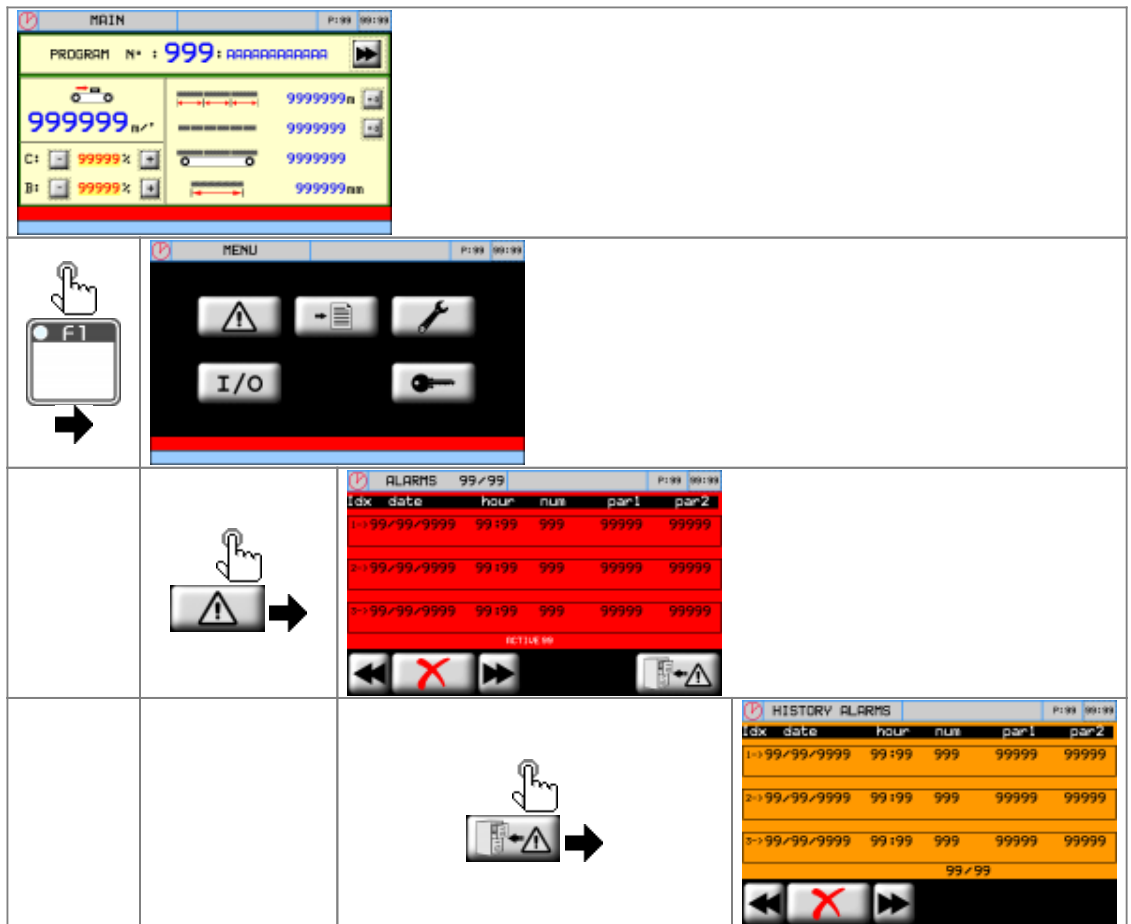 MAIN P:99 99:99
PROGRAM N° : 999: AAAAAAAAAAAA
9999999m
999999m/'
9999999
C: - 99999% +
9999999
B: - 99999% +
999999mm
F1
MENU P:99 99:99
I/O
ALARMS 99/99 P:99 99:99
Idx date hour num par1 par2
1->99/99/9999 99:99 999 99999 99999
2->99/99/9999 99:99 999 99999 99999
3->99/99/9999 99:99 999 99999 99999
ACTIVE 99
HISTORY ALARMS P:99 99:99
Idx date hour num par1 par2
1->99/99/9999 99:99 999 99999 99999
2->99/99/9999 99:99 999 99999 99999
3->99/99/9999 99:99 999 99999 99999
99/99